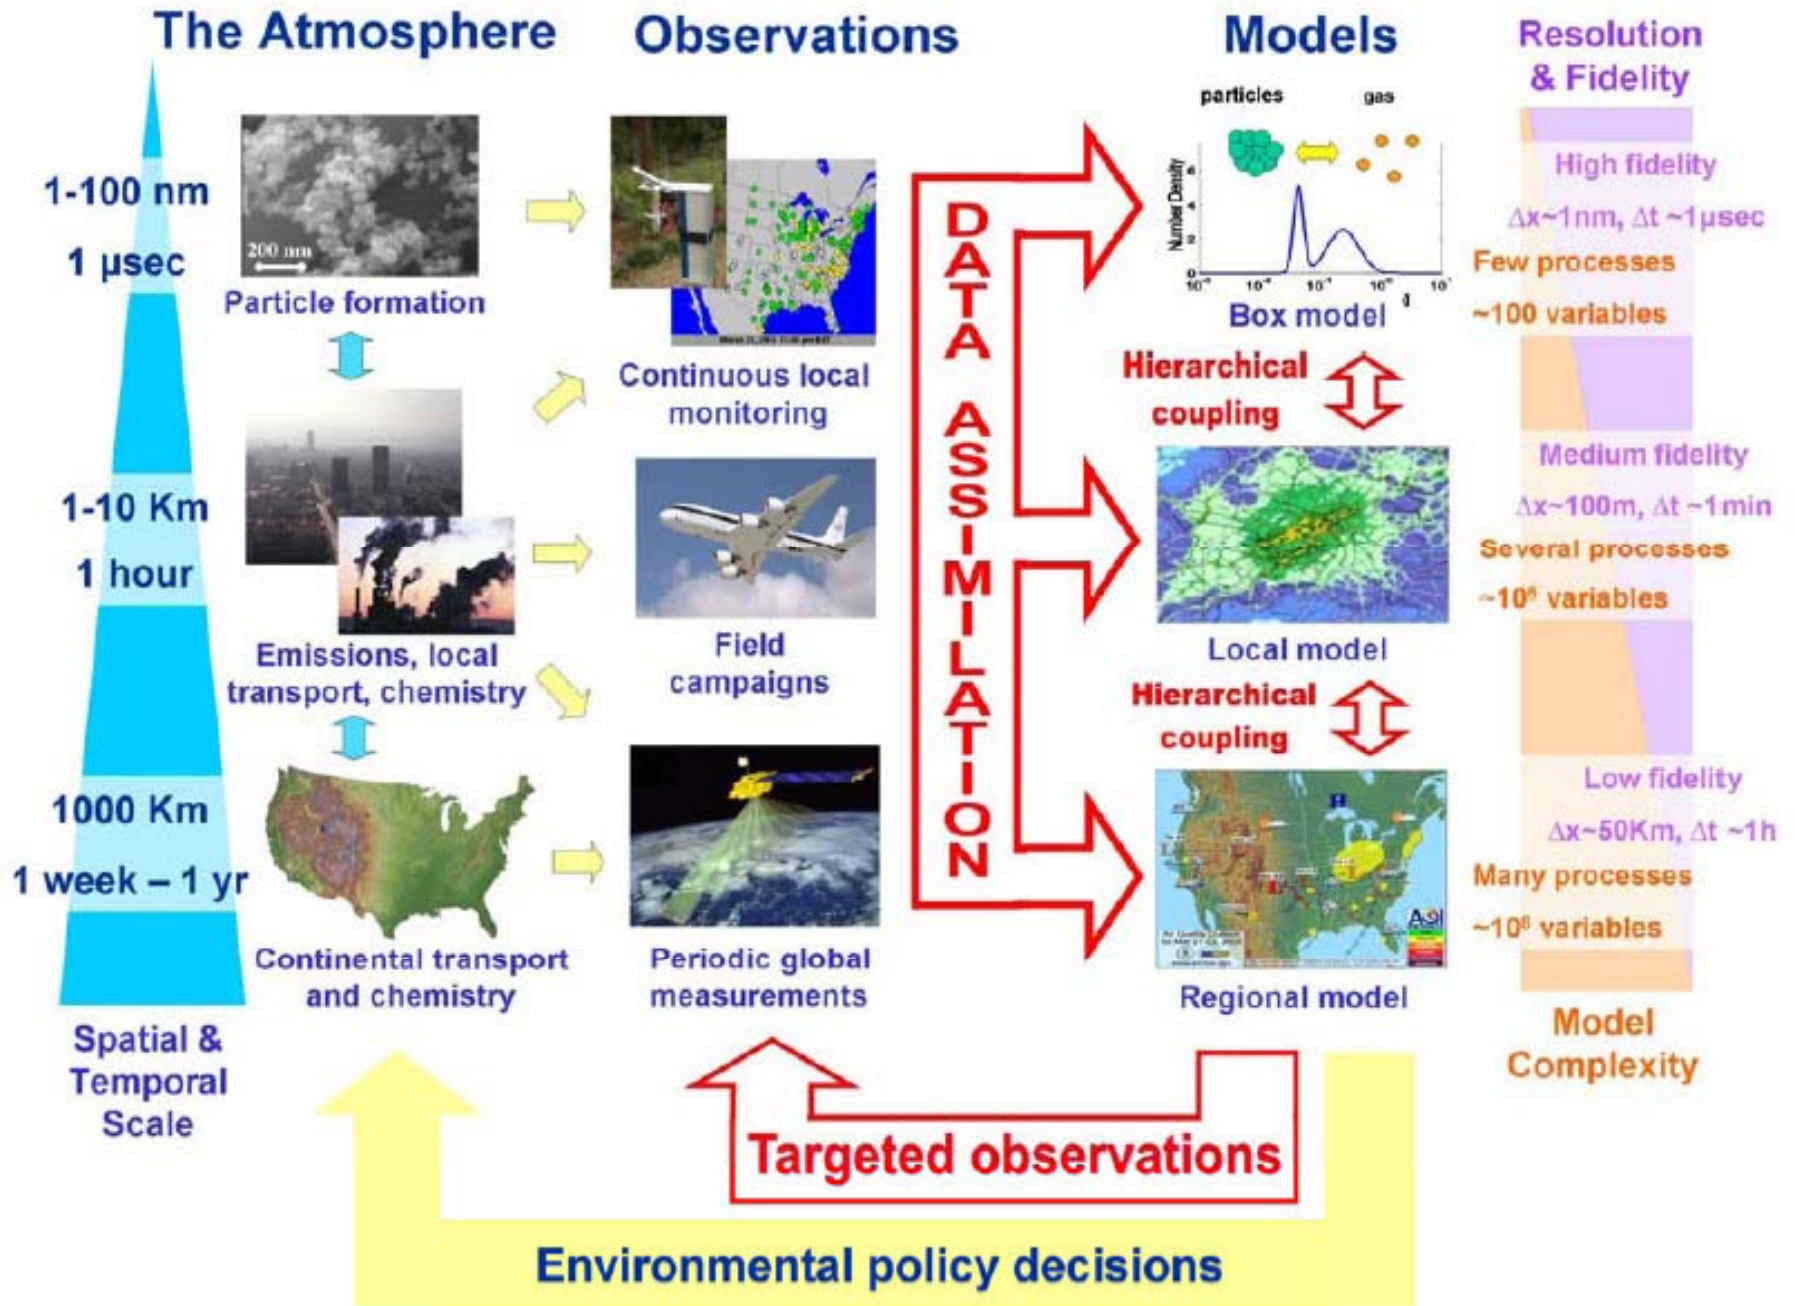 The Atmosphere
Observations
Models
Resolution
& Fidelity
1-100 nm
1 µsec
200 nm
Particle formation
Continuous local
monitoring
particles
gas
Number Density
Box model
High fidelity
Δx~1nm, Δt ~1µsec
Few processes
~100 variables
DATA ASSIMILATION
Hierarchical
coupling
1-10 Km
1 hour
Emissions, local
transport, chemistry
Field
campaigns
Local model
Medium fidelity
Δx~100m, Δt ~1min
Several processes
~10⁶ variables
Hierarchical
coupling
1000 Km
1 week – 1 yr
Continental transport
and chemistry
Periodic global
measurements
H
Regional model
Low fidelity
Δx~50Km, Δt ~1h
Many processes
~10⁸ variables
Spatial &
Temporal
Scale
Model
Complexity
Targeted observations
Environmental policy decisions